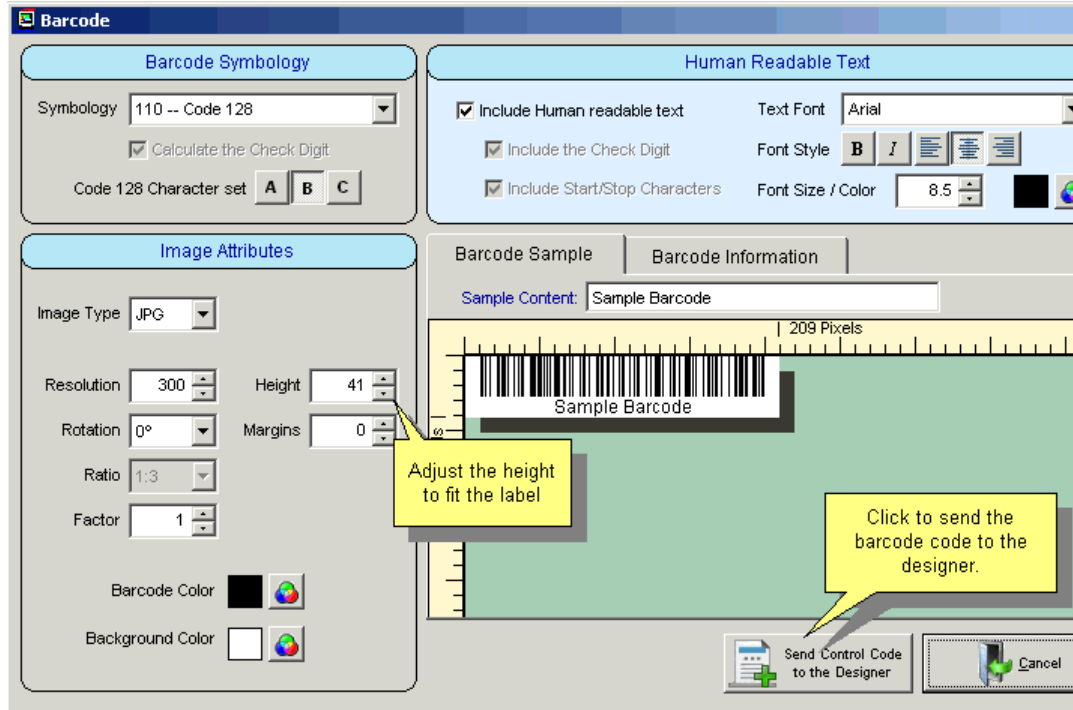 Barcode
Barcode Symbology
Symbology 110 -- Code 128
Calculate the Check Digit
Code 128 Character set A B C
Human Readable Text
Include Human readable text Text Font Arial
Include the Check Digit Font Style B I
Include Start/Stop Characters Font Size / Color 8.5
Image Attributes
Image Type JPG
Resolution 300 Height 41
Rotation 0° Margins 0
Ratio 1:3
Factor 1
Barcode Color
Background Color
Barcode Sample Barcode Information
Sample Content: Sample Barcode
209 Pixels
Sample Barcode
Adjust the height
to fit the label
Click to send the
barcode code to the
designer.
Send Control Code
to the Designer
Cancel